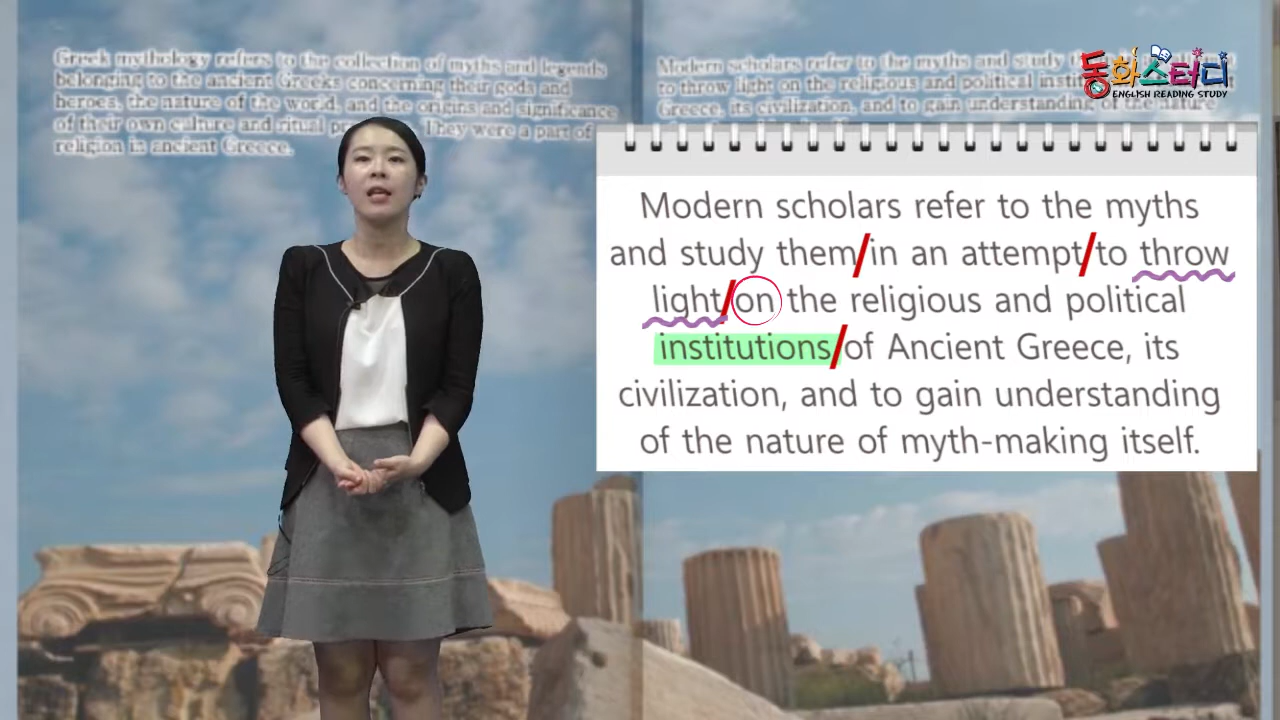 Greek mythology refers to the collection of myths and legends
belonging to the ancient Greeks concerning their gods and
heroes, the nature of the world, and the origins and significance
of their own culture and ritual They were a part of
religion in ancient Greece.
Modern scholars refer to the myths and study
to throw light on the religious and political
Greece, its civilization, and to gain understanding of the nature
동화스타디
ENGLISH READING STUDY
Modern scholars refer to the myths
and study them/in an attempt/to throw
light/on the religious and political
institutions/of Ancient Greece, its
civilization, and to gain understanding
of the nature of myth-making itself.